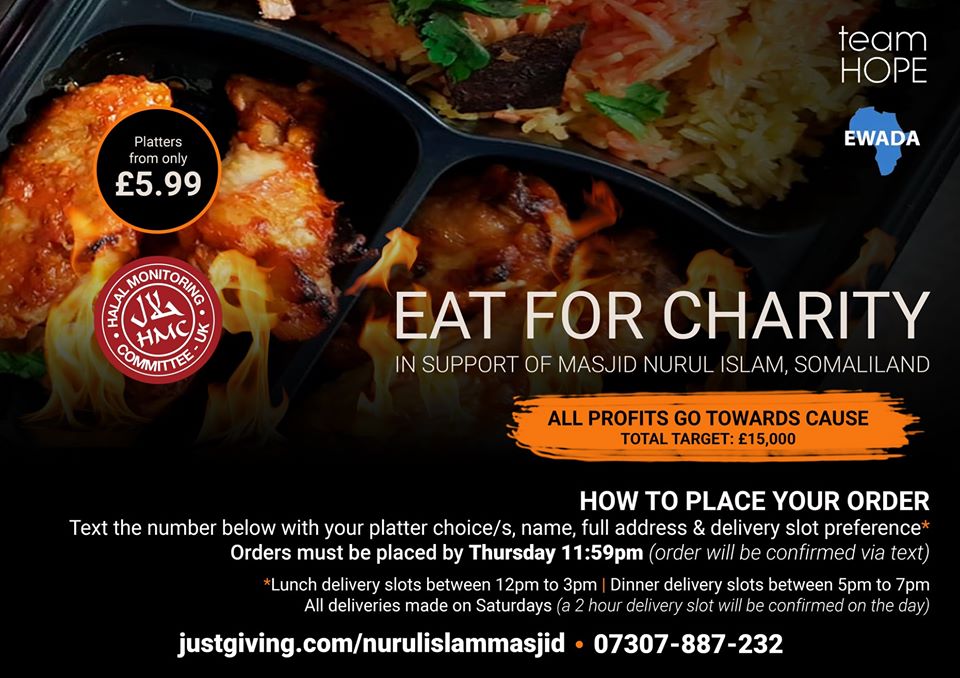 team
HOPE
EWADA
Platters
from only
£5.99
HALAL MONITORING
حلال
HMC
COMMITTEE - UK
EAT FOR CHARITY
IN SUPPORT OF MASJID NURUL ISLAM, SOMALILAND
ALL PROFITS GO TOWARDS CAUSE
TOTAL TARGET: £15,000
HOW TO PLACE YOUR ORDER
Text the number below with your platter choice/s, name, full address & delivery slot preference*
Orders must be placed by Thursday 11:59pm (order will be confirmed via text)
*Lunch delivery slots between 12pm to 3pm | Dinner delivery slots between 5pm to 7pm
All deliveries made on Saturdays (a 2 hour delivery slot will be confirmed on the day)
justgiving.com/nurulislammasjid • 07307-887-232